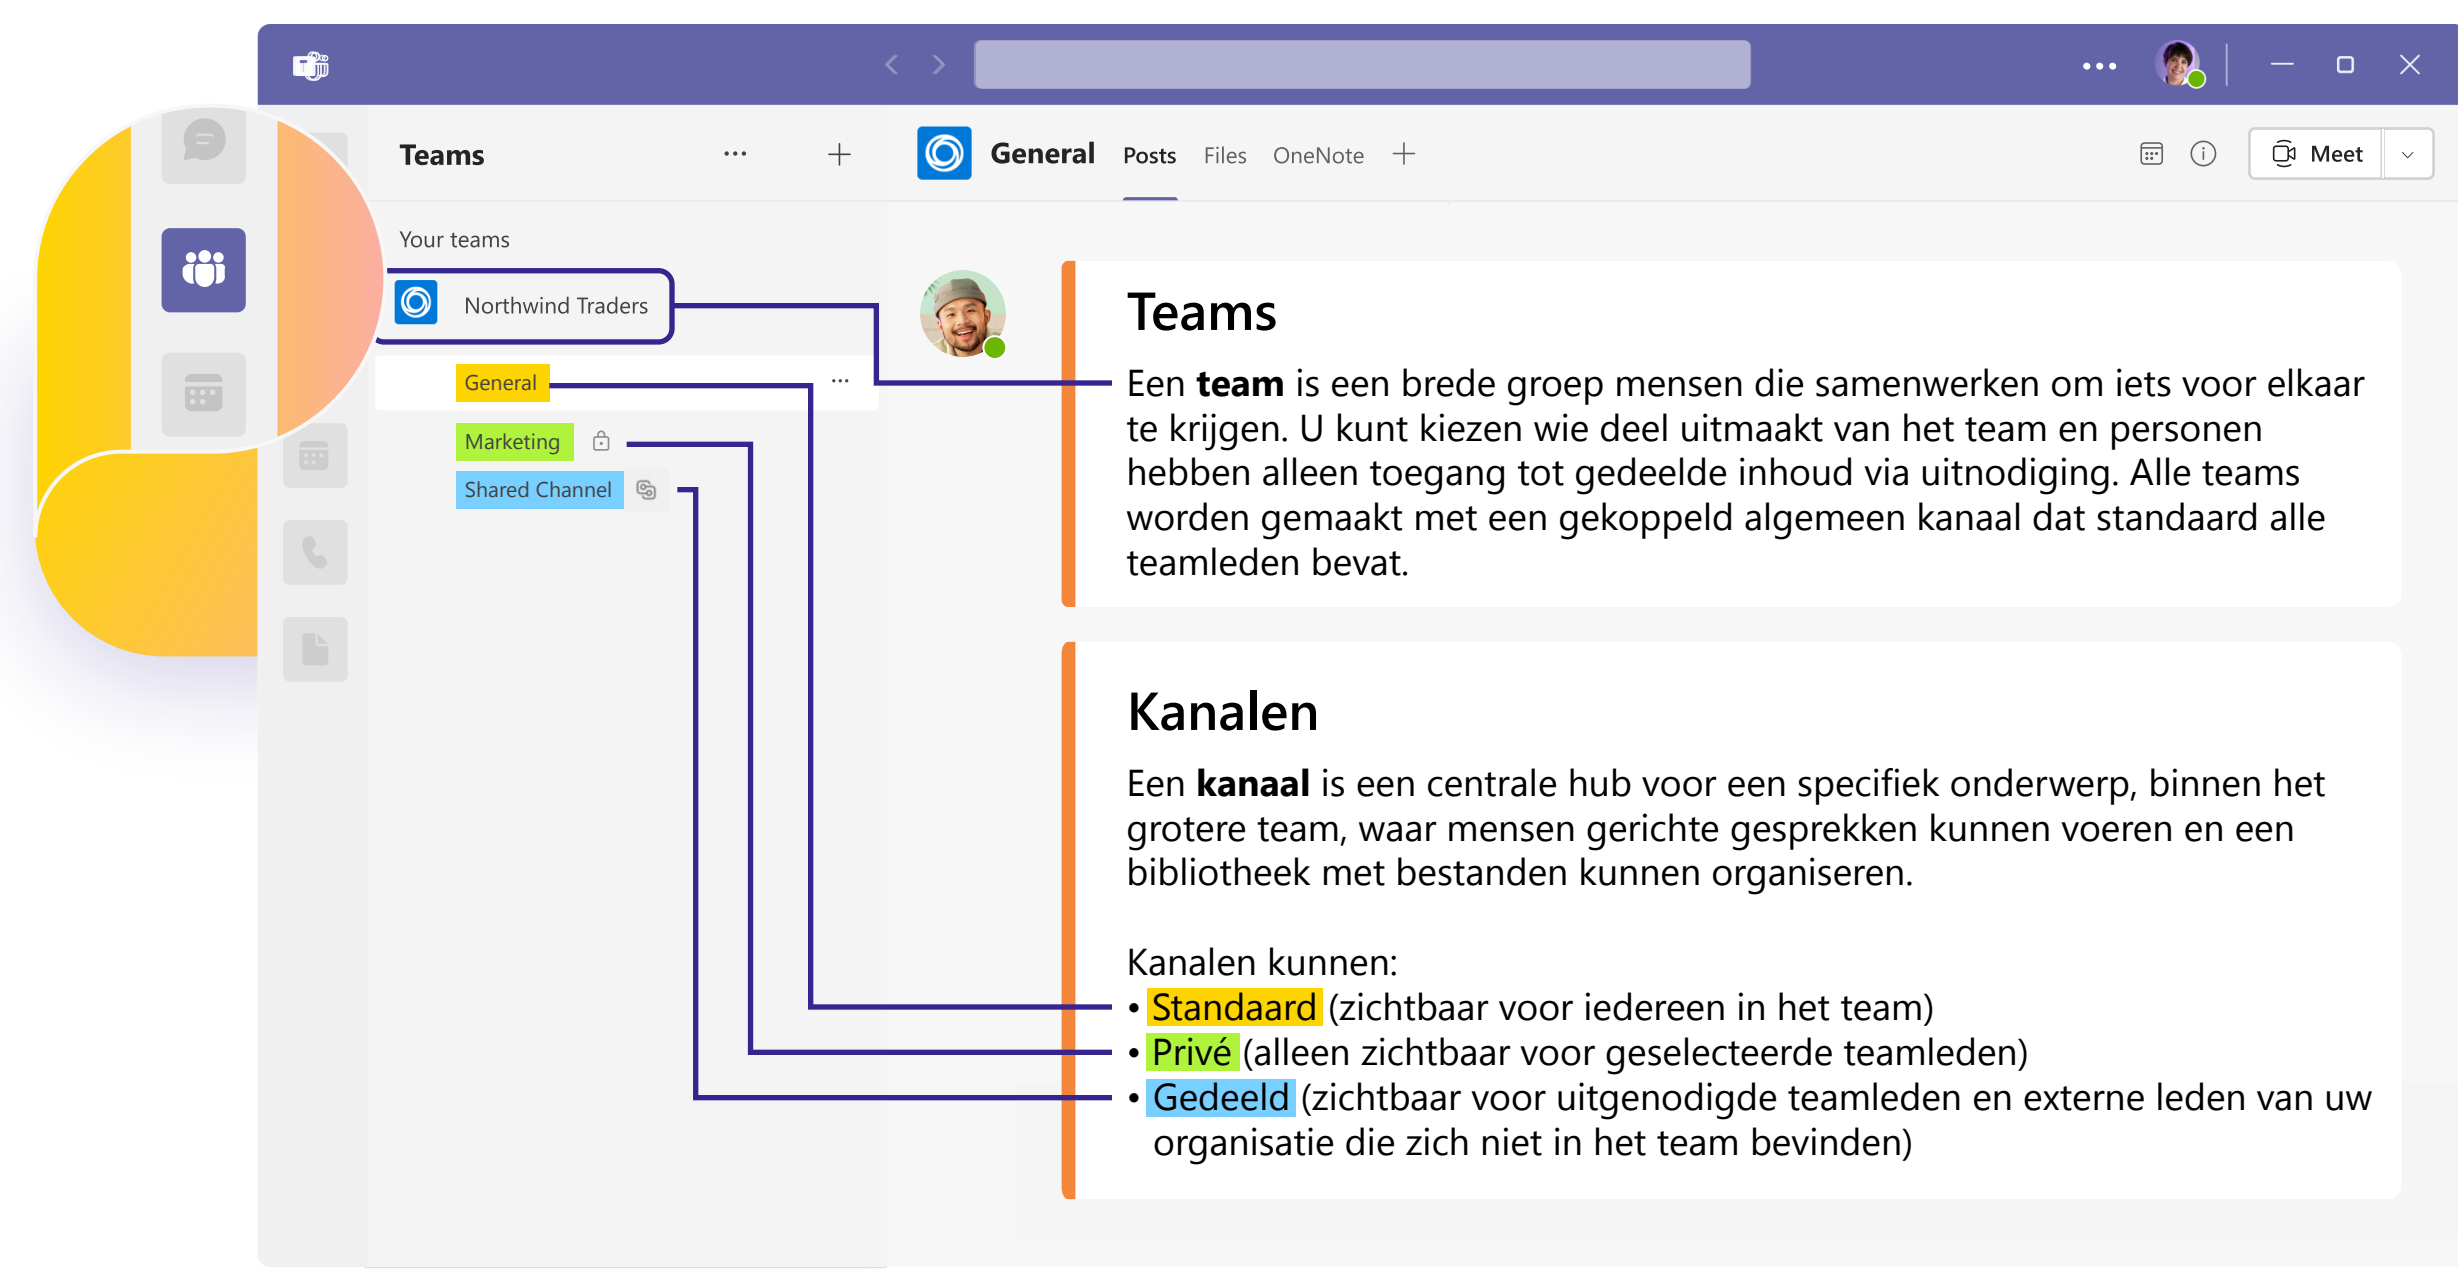 Teams
General
Posts
Files
OneNote
Meet
Your teams
Northwind Traders
General
Marketing
Shared Channel
Teams
Een team is een brede groep mensen die samenwerken om iets voor elkaar
te krijgen. U kunt kiezen wie deel uitmaakt van het team en personen
hebben alleen toegang tot gedeelde inhoud via uitnodiging. Alle teams
worden gemaakt met een gekoppeld algemeen kanaal dat standaard alle
teamleden bevat.
Kanalen
Een kanaal is een centrale hub voor een specifiek onderwerp, binnen het
grotere team, waar mensen gerichte gesprekken kunnen voeren en een
bibliotheek met bestanden kunnen organiseren.
Kanalen kunnen:
• Standaard (zichtbaar voor iedereen in het team)
• Privé (alleen zichtbaar voor geselecteerde teamleden)
• Gedeeld (zichtbaar voor uitgenodigde teamleden en externe leden van uw
organisatie die zich niet in het team bevinden)